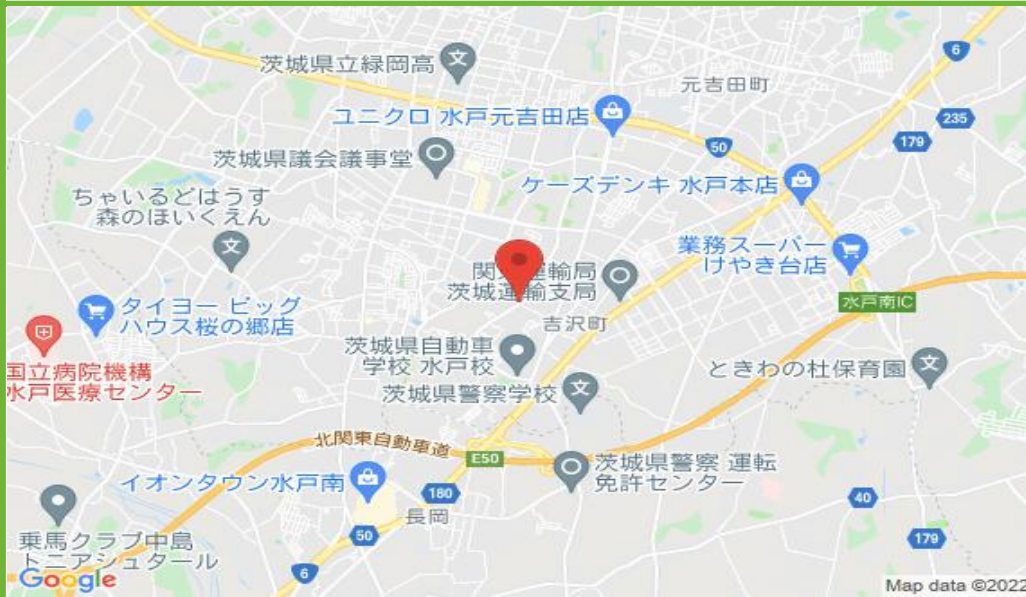 6
茨城県立緑岡高
元吉田町
ユニクロ 水戸元吉田店
235
179
50
茨城県議会議事堂
ケーズデンキ 水戸本店
ちゃいるどはうす
森のほいくえん
業務スーパー
けやき台店
茨城運輸支局
水戸南IC
タイヨー ビッグ
ハウス桜の郷店
吉沢町
茨城県自動車
学校 水戸校
国立病院機構
水戸医療センター
ときわの杜保育園
茨城県警察学校
北関東自動車道
E50
茨城県警察 運転
免許センター
イオンタウン水戸南
180
40
長岡
50
179
乗馬クラブ中島
トニアシュタール
6
Google
Map data ©2022